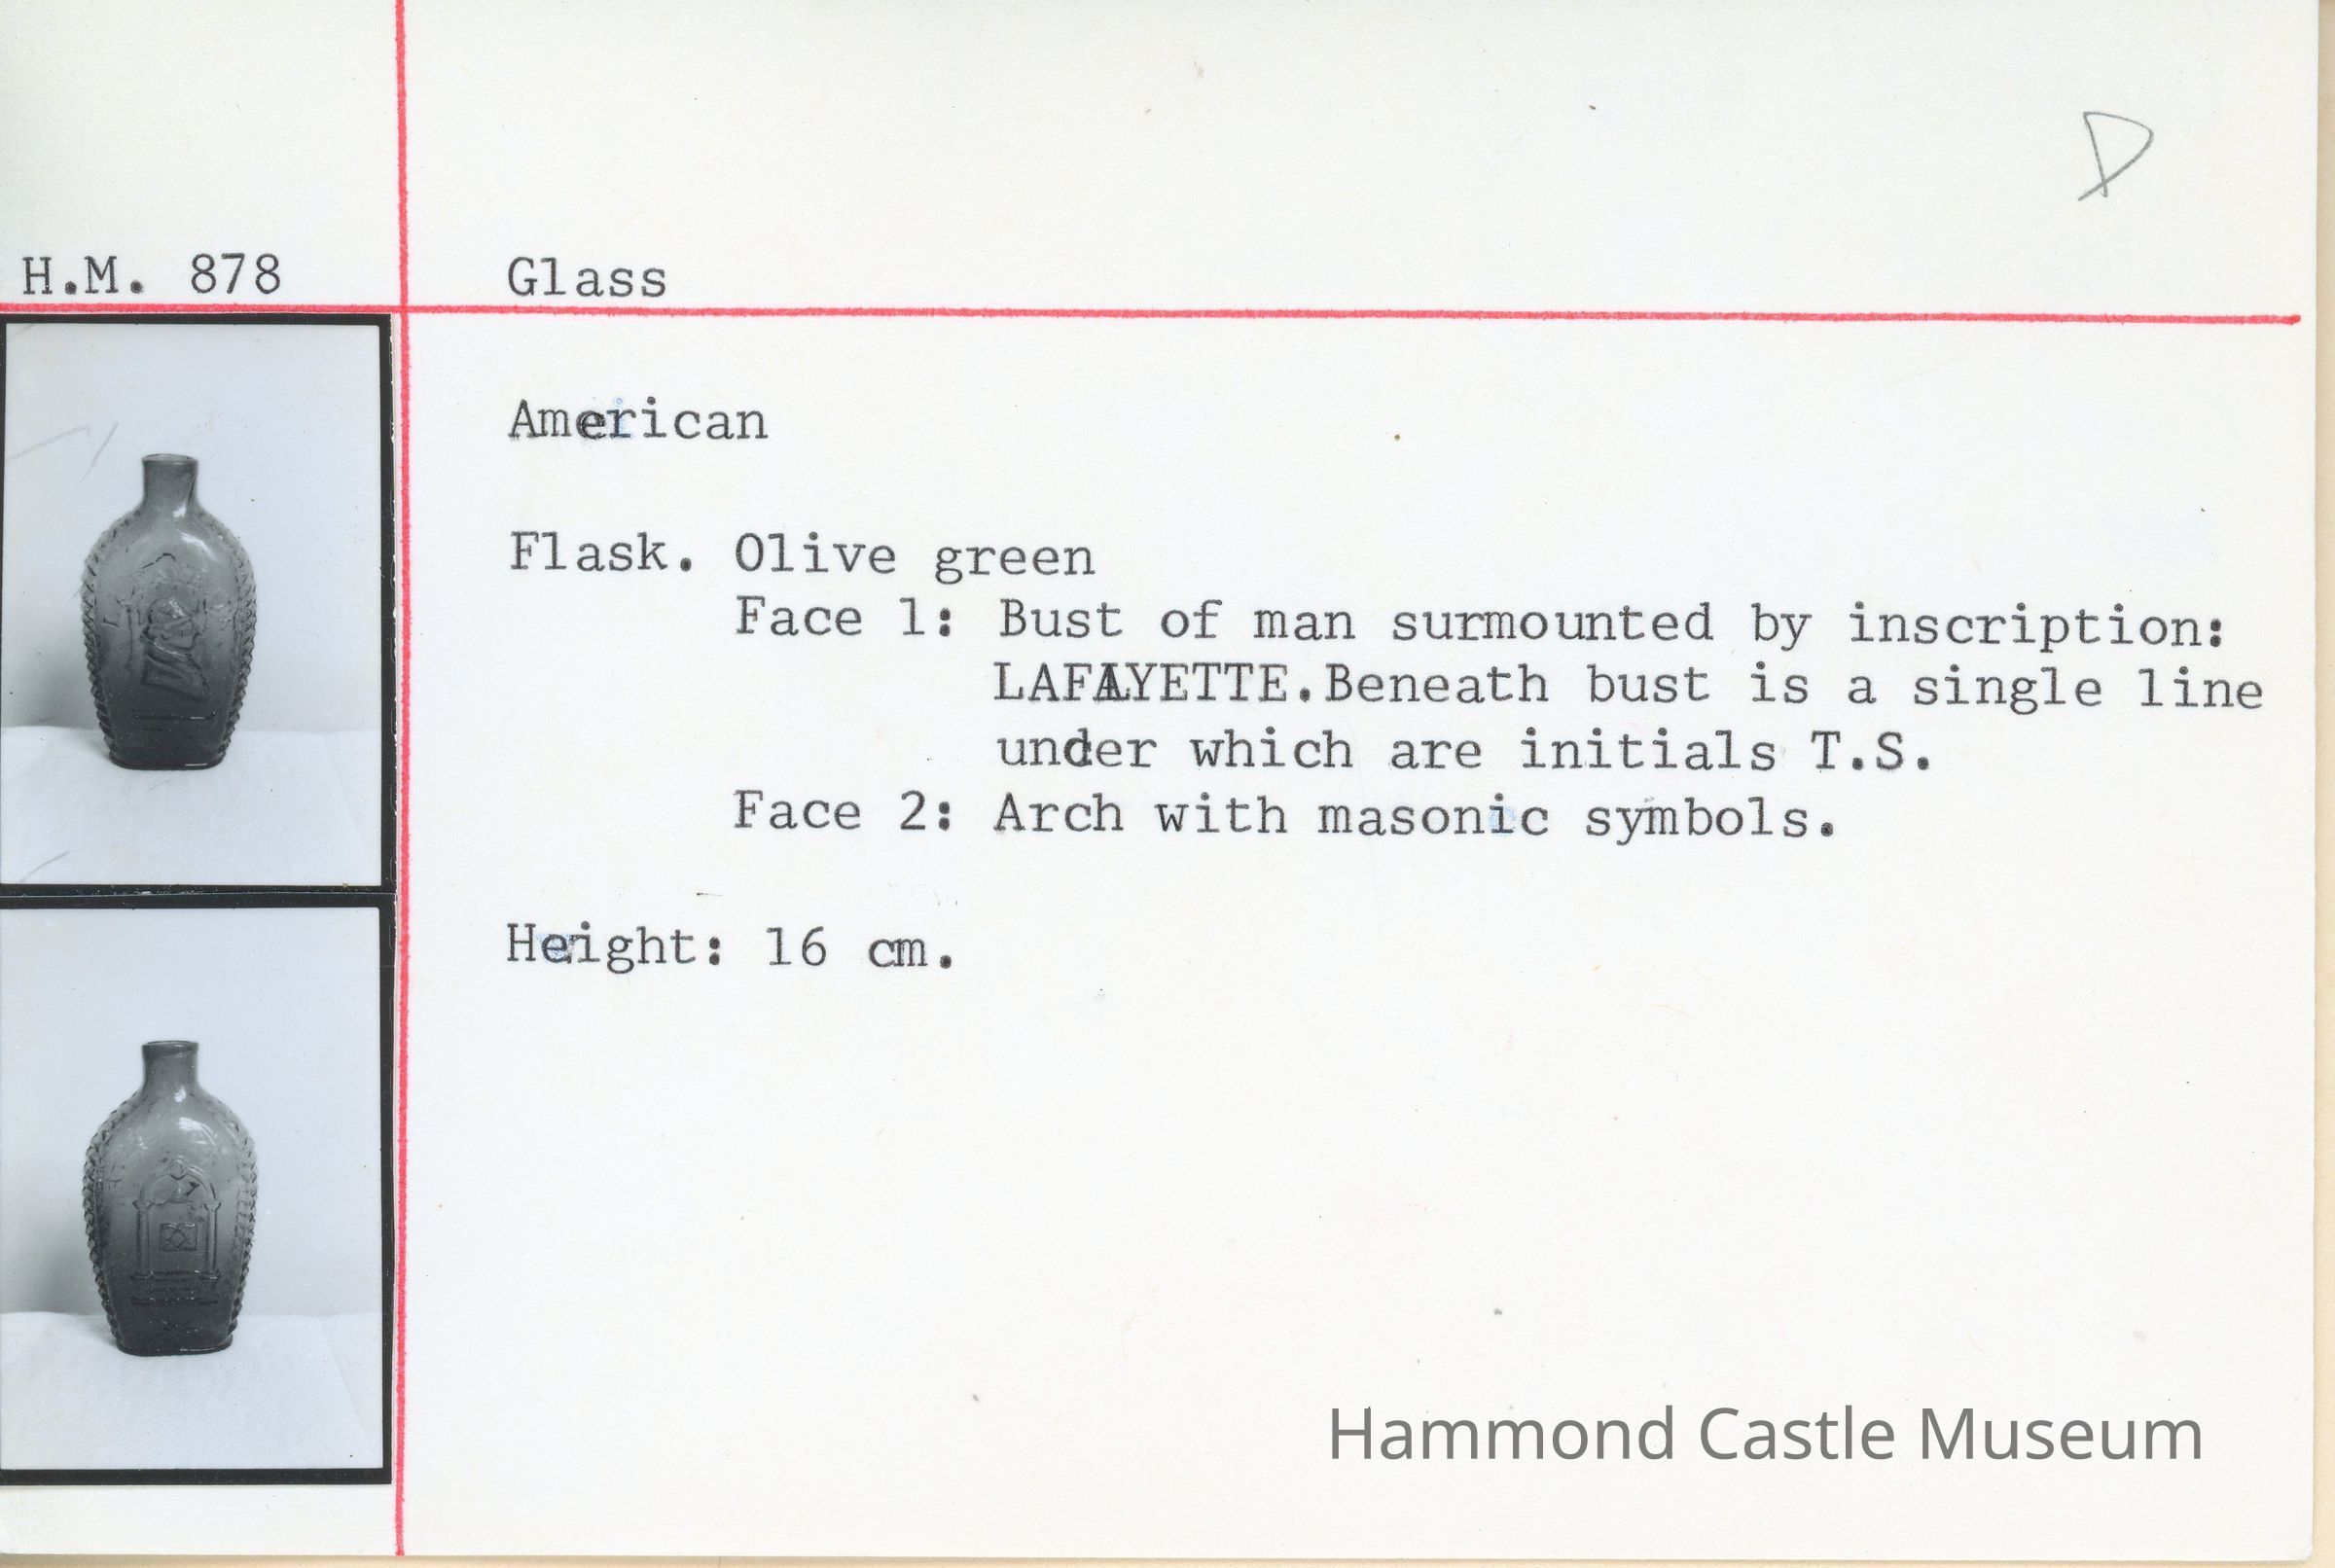 D
H.M. 878 Glass
American
Flask. Olive green
Face 1: Bust of man surmounted by inscription:
LAFAYETTE.Beneath bust is a single line
under which are initials T.S.
Face 2: Arch with masonic symbols.
Height: 16 cm.
Hammond Castle Museum